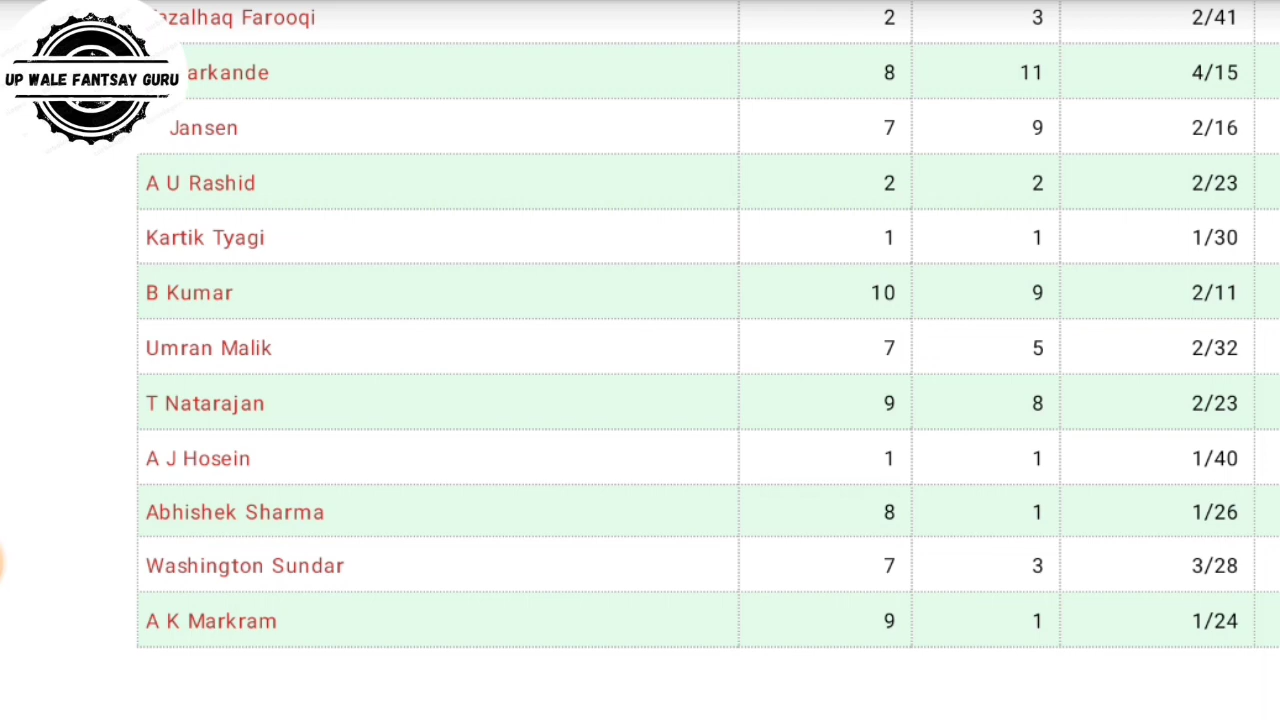 Farooqi 2 3 2/41
UP WALE FANTSAY GURU
8 11 4/15
Jansen 7 9 2/16
A U Rashid 2 2 2/23
Kartik Tyagi 1 1 1/30
B Kumar 10 9 2/11
Umran Malik 7 5 2/32
T Natarajan 9 8 2/23
A J Hosein 1 1 1/40
Abhishek Sharma 8 1 1/26
Washington Sundar 7 3 3/28
A K Markram 9 1 1/24